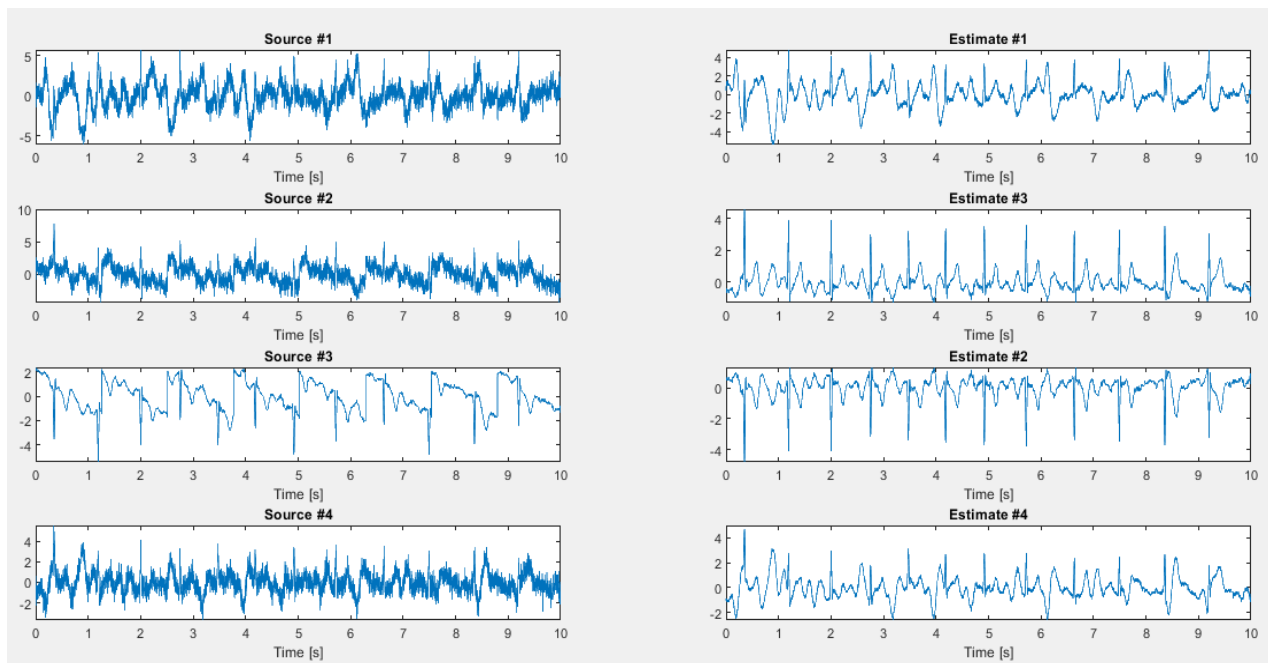 Source #1
5
0
-5
0 1 2 3 4 5 6 7 8 9 10
Time [s]
Estimate #1
4
2
0
-2
-4
0 1 2 3 4 5 6 7 8 9 10
Time [s]
Source #2
10
5
0
0 1 2 3 4 5 6 7 8 9 10
Time [s]
Estimate #3
4
2
0
0 1 2 3 4 5 6 7 8 9 10
Time [s]
Source #3
2
0
-2
-4
0 1 2 3 4 5 6 7 8 9 10
Time [s]
Estimate #2
0
-2
-4
0 1 2 3 4 5 6 7 8 9 10
Time [s]
Source #4
4
2
0
-2
0 1 2 3 4 5 6 7 8 9 10
Time [s]
Estimate #4
4
2
0
-2
0 1 2 3 4 5 6 7 8 9 10
Time [s]